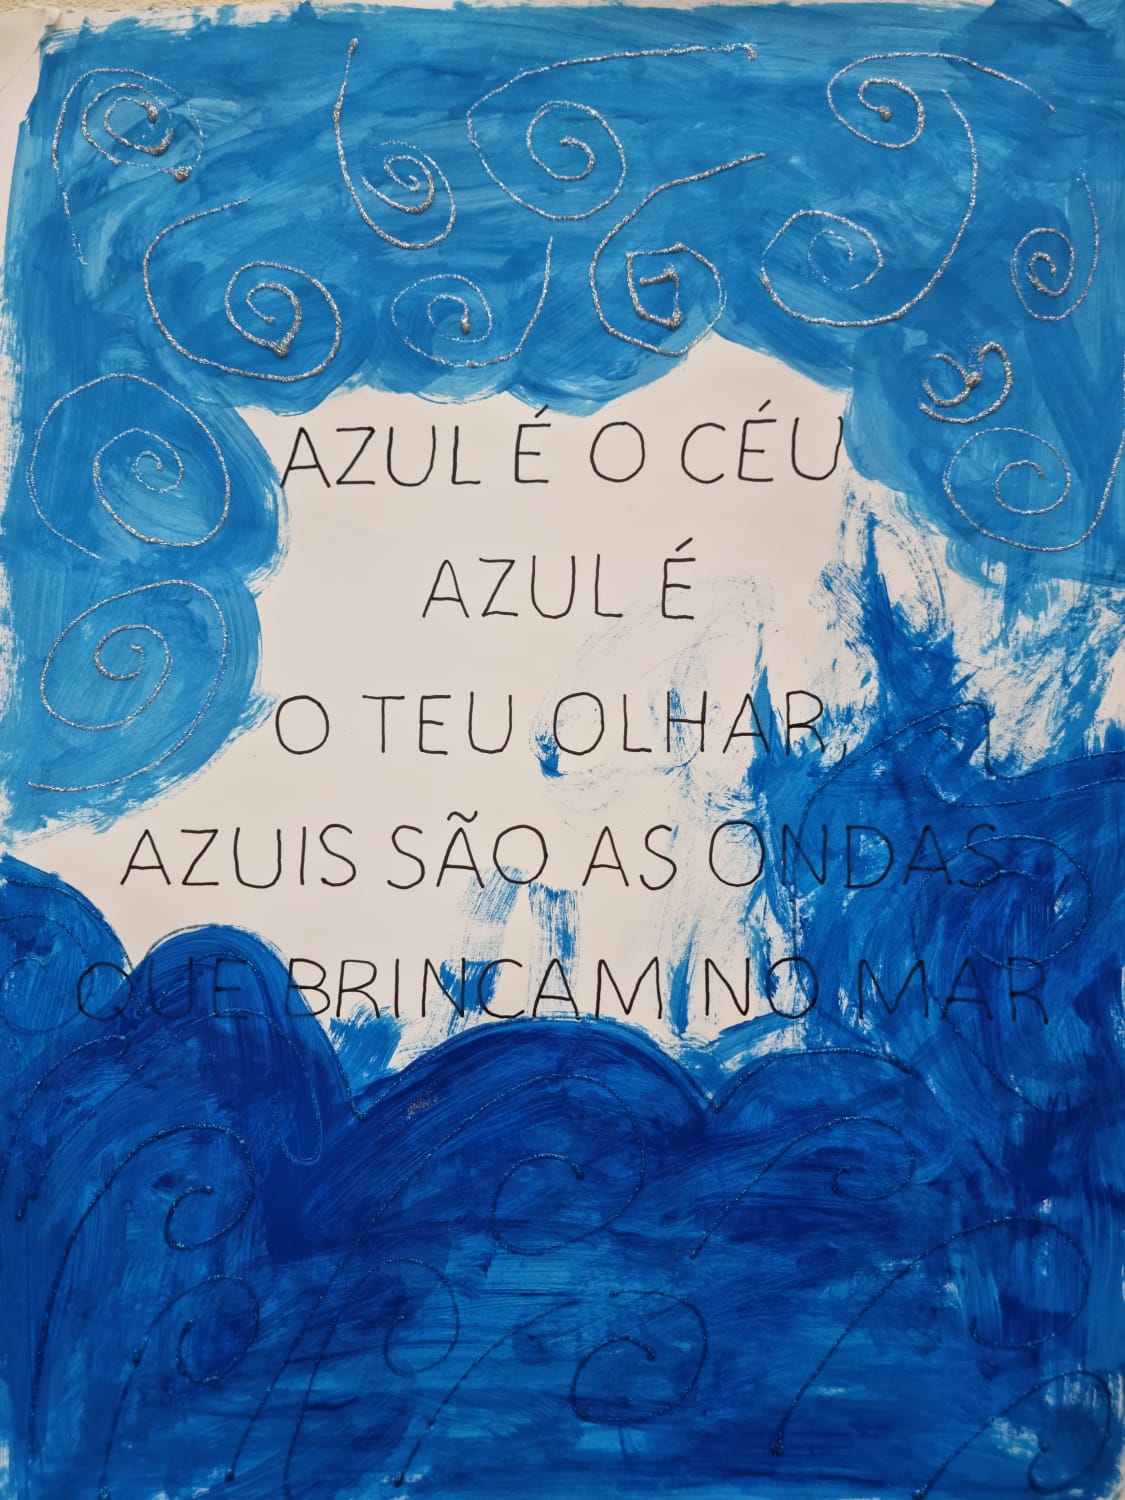 AZUL É O CÉU
AZUL É
O TEU OLHAR,
AZUIS SÃO AS ONDAS
QUE BRINCAM NO MAR